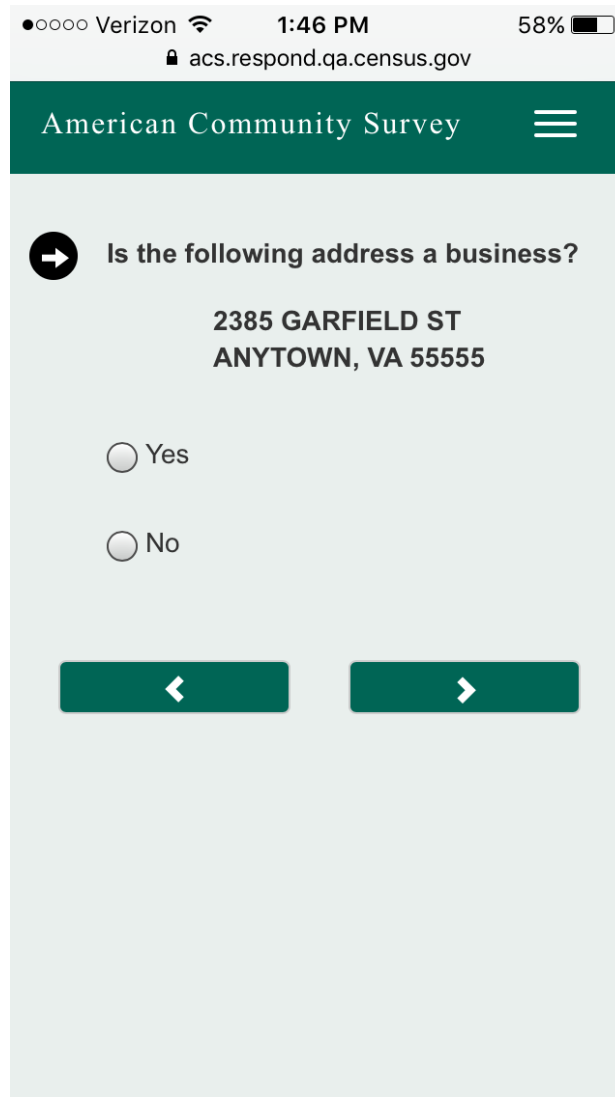 Verizon 1:46 PM 58%
acs.respond.qa.census.gov
American Community Survey
Is the following address a business?
2385 GARFIELD ST
ANYTOWN, VA 55555
Yes
No